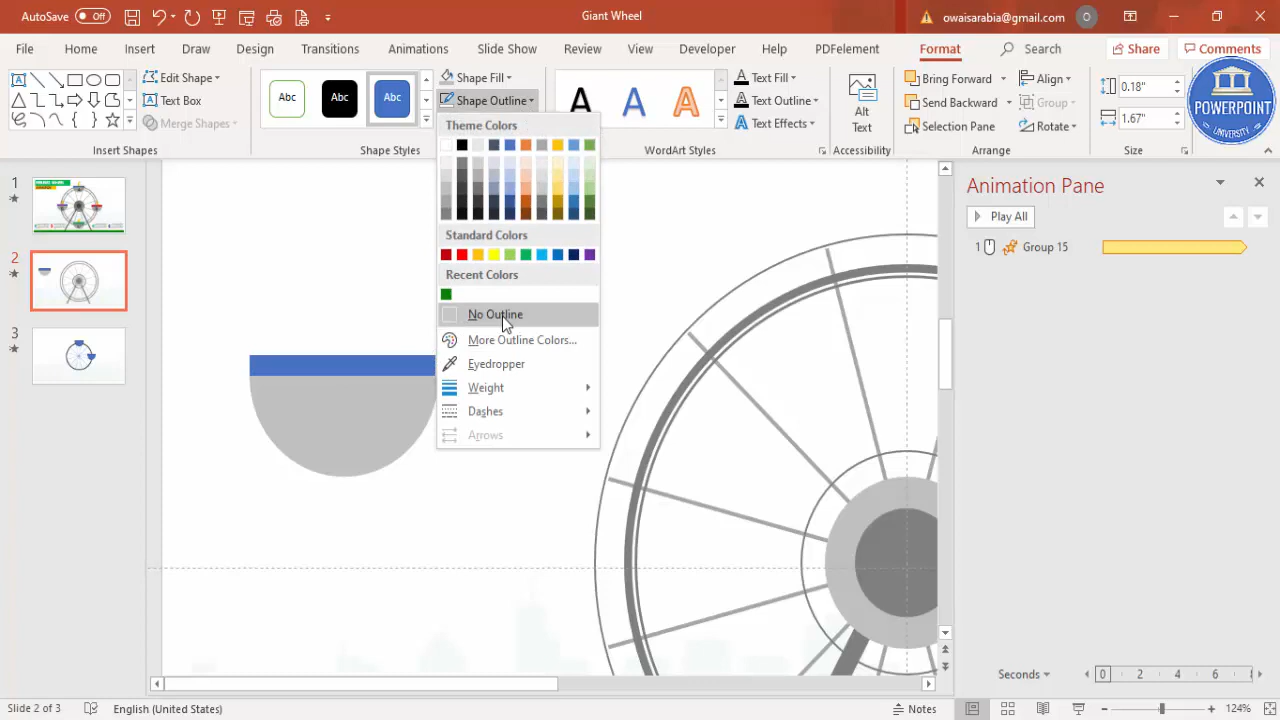 AutoSave Off
Giant Wheel
owaisarabia@gmail.com O
File Home Insert Draw Design Transitions Animations Slide Show Review View Developer Help PDFelement Format Search Share Comments
Edit Shape
Text Box
Merge Shapes
Insert Shapes
Abc Abc Abc
Shape Fill
Shape Outline
Shape Styles
A A A
Text Fill
Text Outline
Text Effects
WordArt Styles
Alt
Text
Accessibility
Bring Forward
Send Backward
Selection Pane
Align
Group
Rotate
Arrange
0.18"
1.67"
Size
POWERPOINT
UNIVERSITY
Theme Colors
Standard Colors
Recent Colors
No Outline
More Outline Colors...
Eyedropper
Weight
Dashes
Arrows
1
2
3
Animation Pane
Play All
1 Group 15
Seconds 0 2 4 6
Slide 2 of 3
English (United States)
Notes
124%